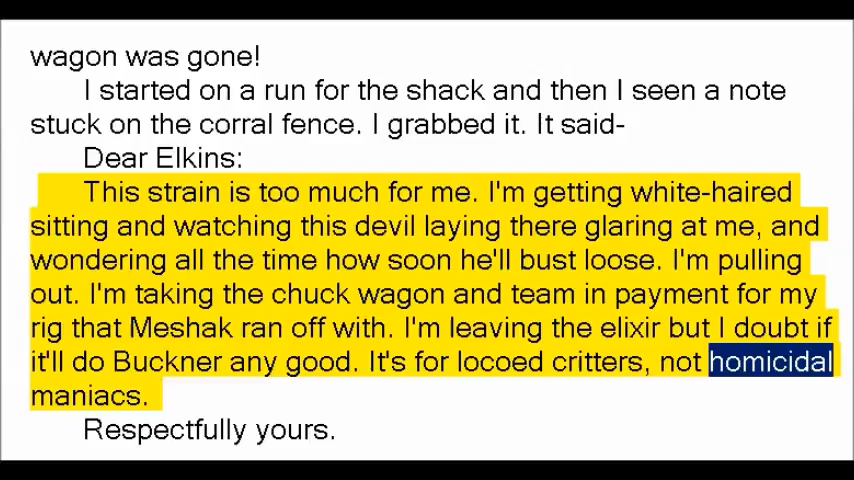 wagon was gone!
I started on a run for the shack and then I seen a note
stuck on the corral fence. I grabbed it. It said-
Dear Elkins:
This strain is too much for me. I'm getting white-haired
sitting and watching this devil laying there glaring at me, and
wondering all the time how soon he'll bust loose. I'm pulling
out. I'm taking the chuck wagon and team in payment for my
rig that Meshak ran off with. I'm leaving the elixir but I doubt if
it'll do Buckner any good. It's for locoed critters, not homicidal
maniacs.
Respectfully yours.